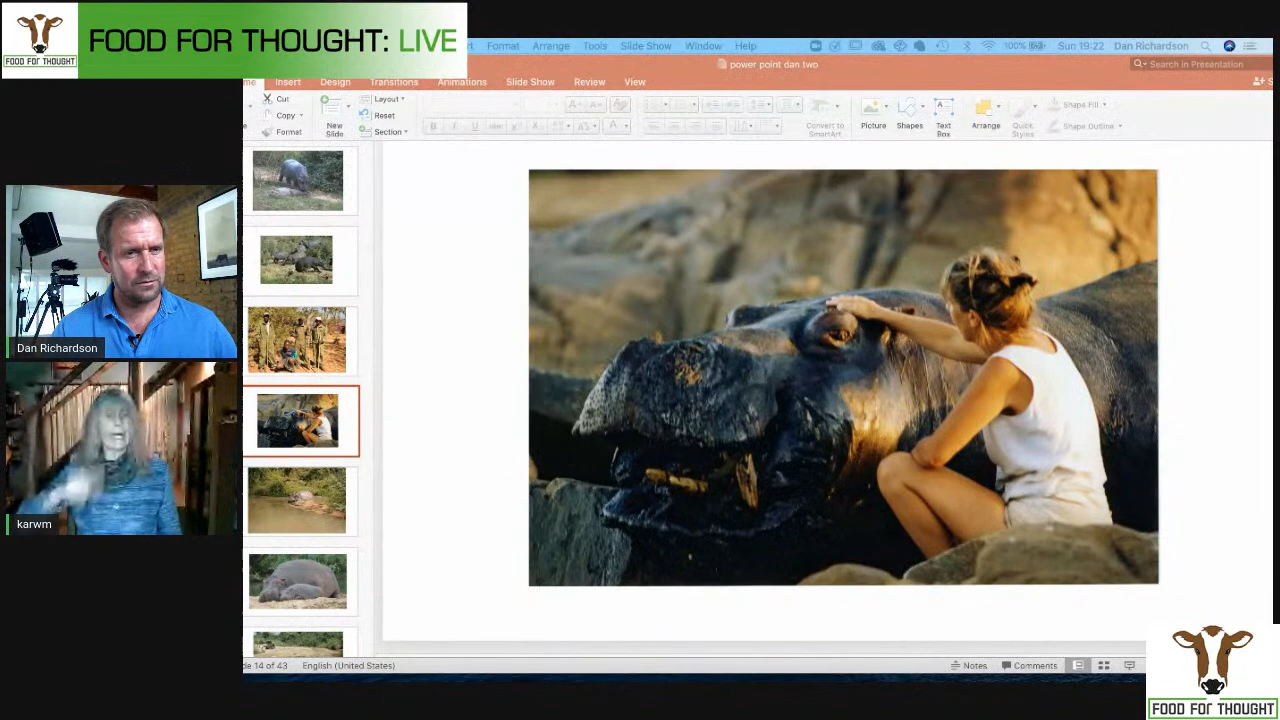 FOOD FOR THOUGHT
FOOD FOR THOUGHT: LIVE
Format Arrange Tools Slide Show Window Help 100% Sun 19:22 Dan Richardson
power point dan two
Search in Presentation
Insert Design Transitions Animations Slide Show Review View
Cut
Copy
Format
New Slide
Layout
Reset
Section
Convert to SmartArt
Picture
Shapes
Text Box
Arrange
Quick Styles
Shape Fill
Shape Outline
Dan Richardson
karwm
de 14 of 43 English (United States)
Notes Comments
FOOD FOR THOUGHT